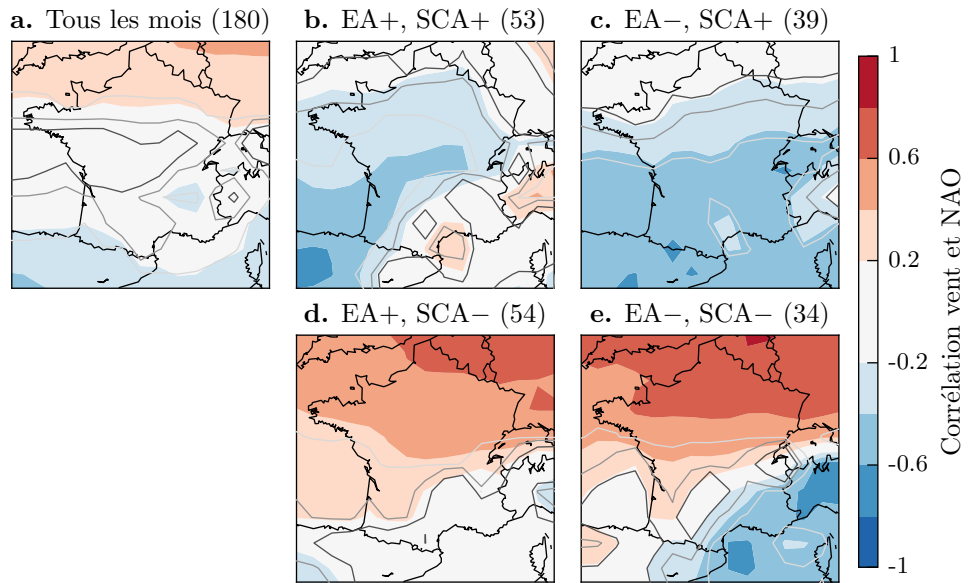 a. Tous les mois (180)
b. EA+, SCA+ (53)
c. EA−, SCA+ (39)
d. EA+, SCA− (54)
e. EA−, SCA− (34)
1
0.6
0.2
-0.2
-0.6
-1
Corrélation vent et NAO